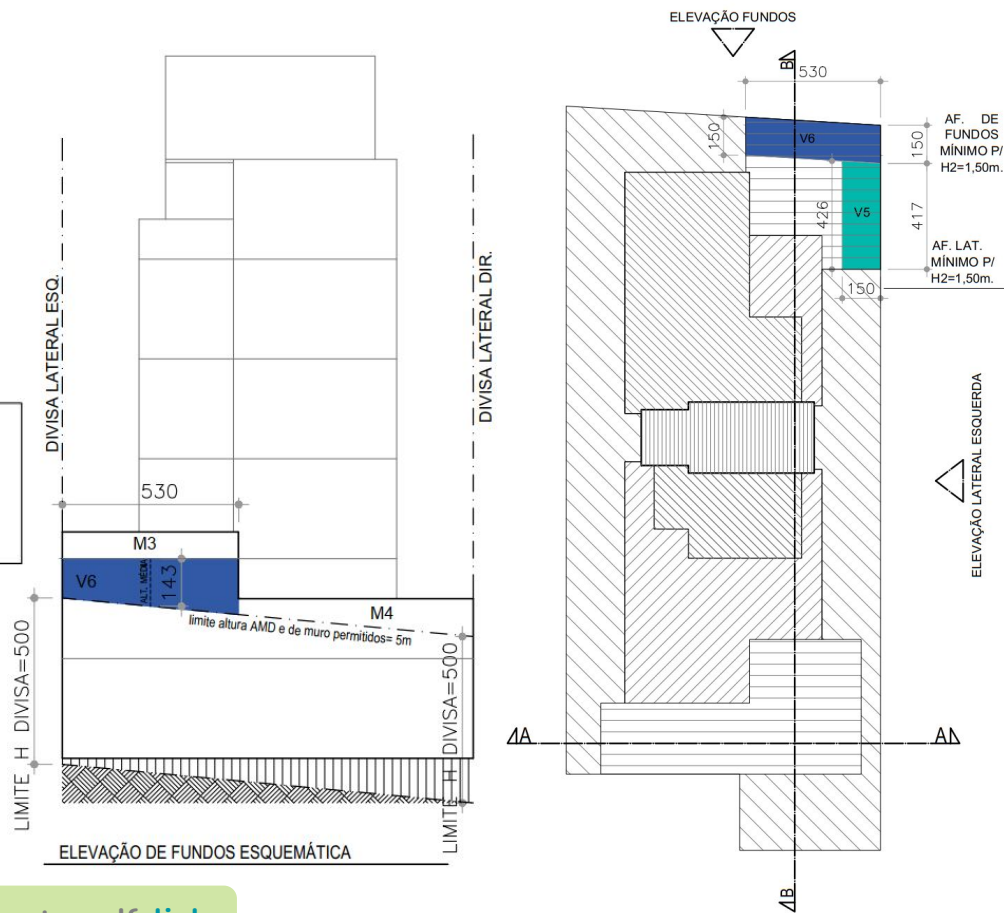 DIVISA LATERAL ESQ.
DIVISA LATERAL DIR.
530
M3
V6
ALT. MÉDIA
143
M4
limite altura AMD e de muro permitidos= 5m
LIMITE H DIVISA=500
LIMITE H DIVISA=500
ELEVAÇÃO DE FUNDOS ESQUEMÁTICA
ELEVAÇÃO FUNDOS
B
530
150
V6
150
AF. DE
FUNDOS
MÍNIMO P/
H2=1,50m.
426
V5
417
AF. LAT.
MÍNIMO P/
H2=1,50m.
150
ELEVAÇÃO LATERAL ESQUERDA
A
A
B